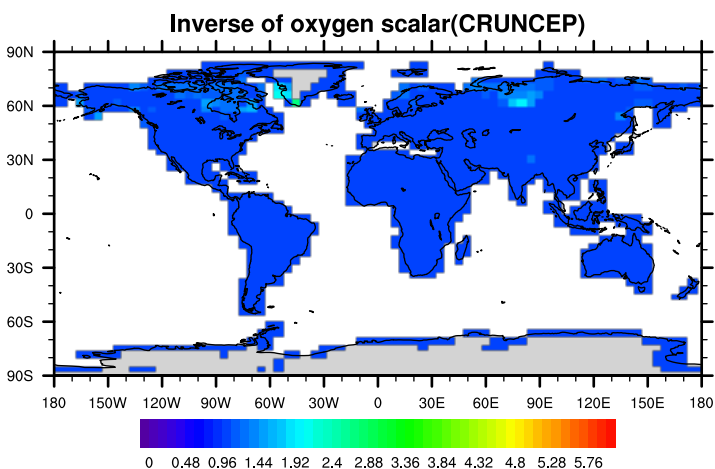 Inverse of oxygen scalar(CRUNCEP)
90N
60N
30N
0
30S
60S
90S
180 150W 120W 90W 60W 30W 0 30E 60E 90E 120E 150E 180
0 0.48 0.96 1.44 1.92 2.4 2.88 3.36 3.84 4.32 4.8 5.28 5.76